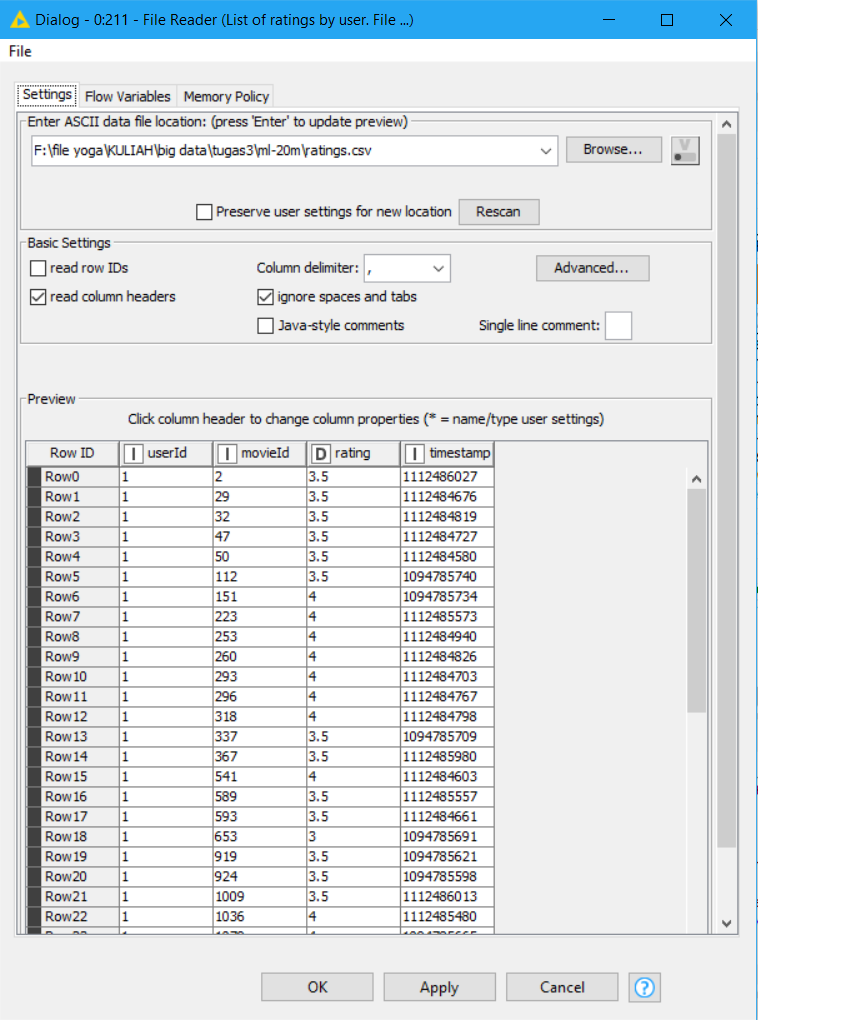 Dialog - 0:211 - File Reader (List of ratings by user. File ...)
File
Settings Flow Variables Memory Policy
Enter ASCII data file location: (press 'Enter' to update preview)
F:\file yoga\KULIAH\big data\tugas3\ml-20m\ratings.csv Browse... V
Preserve user settings for new location Rescan
Basic Settings
read row IDs Column delimiter: , Advanced...
read column headers ignore spaces and tabs
Java-style comments Single line comment:
Preview
Click column header to change column properties (* = name/type user settings)
Row ID I userId I movieId D rating I timestamp
Row0 1 2 3.5 1112486027
Row1 1 29 3.5 1112484676
Row2 1 32 3.5 1112484819
Row3 1 47 3.5 1112484727
Row4 1 50 3.5 1112484580
Row5 1 112 3.5 1094785740
Row6 1 151 4 1094785734
Row7 1 223 4 1112485573
Row8 1 253 4 1112484940
Row9 1 260 4 1112484826
Row10 1 293 4 1112484703
Row11 1 296 4 1112484767
Row12 1 318 4 1112484798
Row13 1 337 3.5 1094785709
Row14 1 367 3.5 1112485980
Row15 1 541 4 1112484603
Row16 1 589 3.5 1112485557
Row17 1 593 3.5 1112484661
Row18 1 653 3 1094785691
Row19 1 919 3.5 1094785621
Row20 1 924 3.5 1094785598
Row21 1 1009 3.5 1112486013
Row22 1 1036 4 1112485480
OK Apply Cancel ?